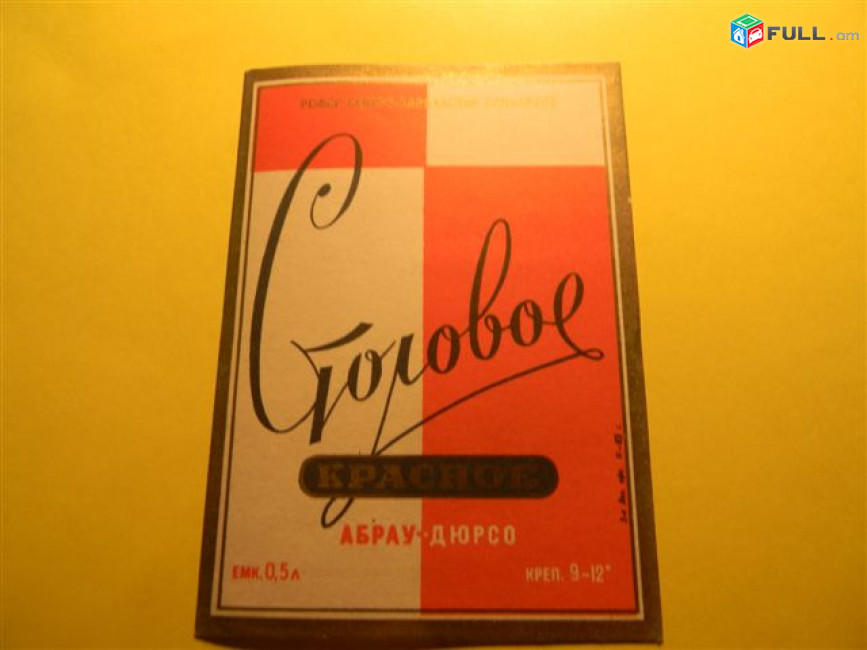 FULL.am
Столовое
КРАСНОЕ
АБРАУ-ДЮРСО
ЕМК. 0,5 л
КРЕП. 9-12°